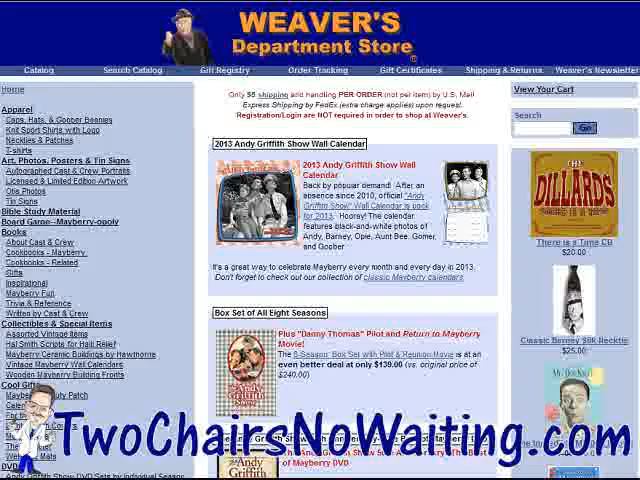 WEAVER'S
Department Store
Catalog Search Catalog Gift Registry Order Tracking Gift Certificates Shipping & Returns Weaver's Newsletter
Home
Apparel
Caps, Hats, & Goober Beanies
Knit Sport Shirts with Logo
Neckties & Patches
T-shirts
Art, Photos, Posters & Tin Signs
Autographed Cast & Crew Portraits
Licensed & Limited Edition Artwork
Otis Photos
Tin Signs
Bible Study Material
Board Game--Mayberry-opoly
Books
About Cast & Crew
Cookbooks - Mayberry
Cookbooks - Related
Gifts
Inspirational
Mayberry Fun
Trivia & Reference
Written by Cast & Crew
Collectibles & Special Items
Assorted Vintage Items
Hal Smith Scripts for Haiti Relief
Mayberry Ceramic Buildings by Hawthorne
Vintage Mayberry Wall Calendars
Wooden Mayberry Building Fronts
Cool Gifts
Only $5 shipping and handling PER ORDER (not per item) by U.S. Mail
Express Shipping by FedEx (extra charge applies) upon request.
Registration/Login are NOT required in order to shop at Weaver's.
2013 Andy Griffith Show Wall Calendar
2013 Andy Griffith Show Wall
Calendar
Back by popular demand! After an
absence since 2010, official "Andy
Griffith Show" Wall Calendar is back
for 2013. Hooray! The calendar
features black-and-white photos of
Andy, Barney, Opie, Aunt Bee, Gomer,
and Goober
It's a great way to celebrate Mayberry every month and every day in 2013.
Don't forget to check out our collection of classic Mayberry calendars.
Box Set of All Eight Seasons
Plus "Danny Thomas" Pilot and Return to Mayberry
Movie!
The 8-Season Box Set with Pilot & Reunion Movie is at an
even better deal at only $139.00 (vs. original price of
$240.00)
of Mayberry DVD
The Andy
Griffith
View Your Cart
Search
Go!
THE
DILLARDS
There is a Time CD
$20.00
Classic Barney Silk Necktie
$25.00
TwoChairsNoWaiting.com